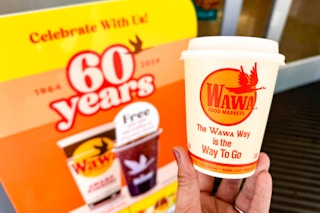 Celebrate With Us!
60
1964 2024
years
Free
Wawa
WAWA
FOOD MARKETS
The WAWA Way
is the
Way To Go